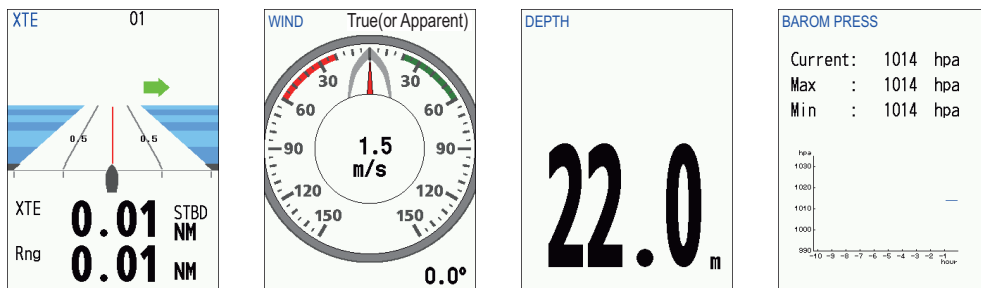 XTE 01
0.5 0.5
XTE 0.01 STBD NM
Rng 0.01 NM
WIND True(or Apparent)
30 30
60 60
90 90
120 120
150 150
1.5
m/s
0.0°
DEPTH
22.0 m
BAROM PRESS
Current: 1014 hpa
Max : 1014 hpa
Min : 1014 hpa
hpa
1030
1020
1010
1000
990
-10 -9 -8 -7 -6 -5 -4 -3 -2 -1
hour